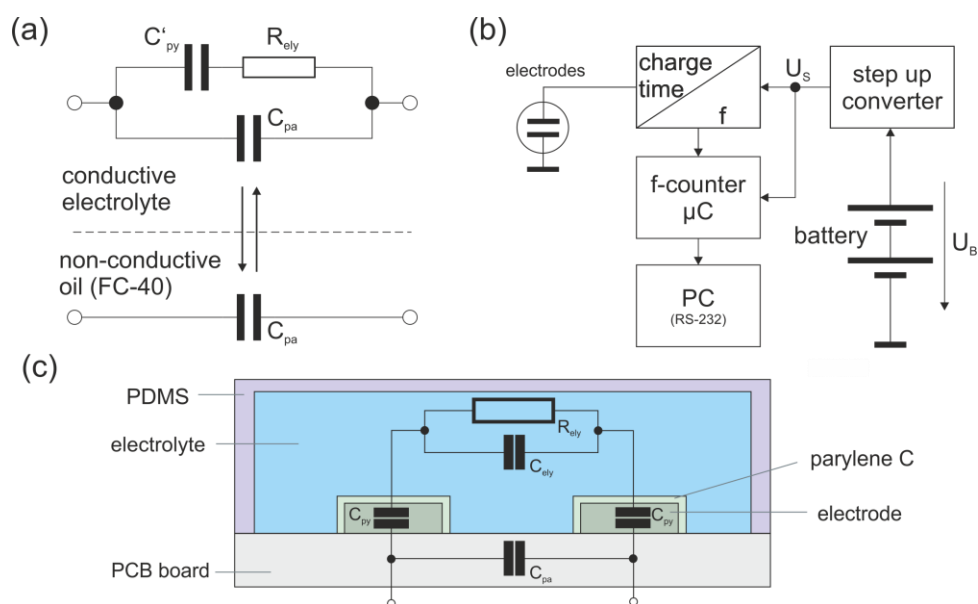 (a)
C'py
Rely
Cpa
conductive
electrolyte
non-conductive
oil (FC-40)
Cpa
(b)
electrodes
charge
time
f
US
step up
converter
f-counter
µC
battery
UB
PC
(RS-232)
(c)
PDMS
electrolyte
Rely
Cely
parylene C
Cpy
Cpy
electrode
PCB board
Cpa